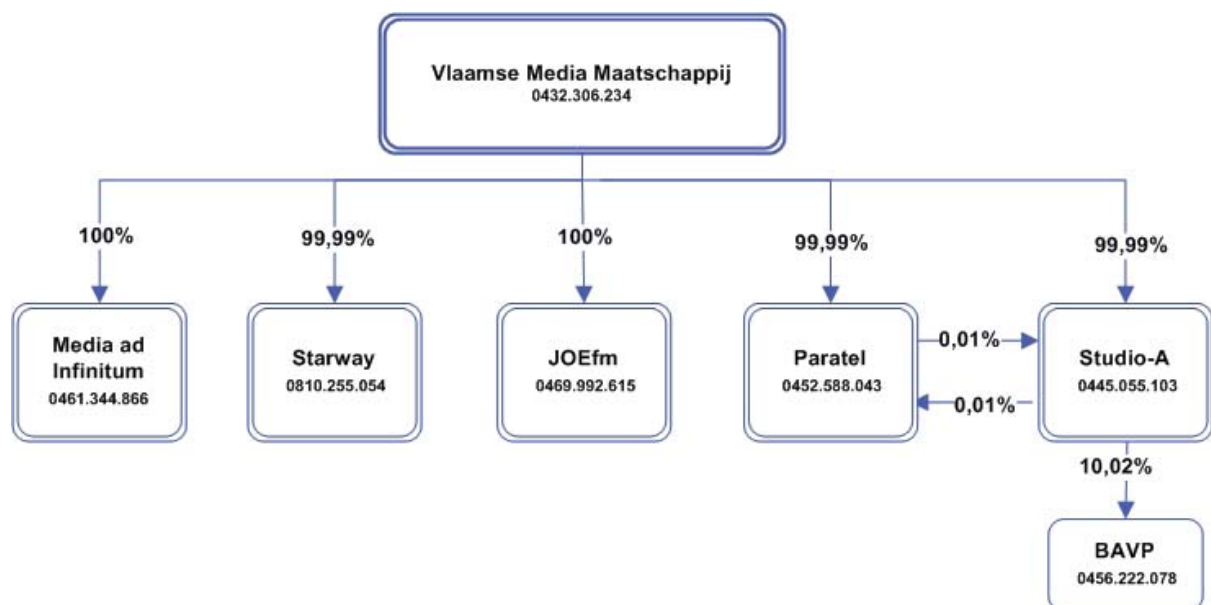 Vlaamse Media Maatschappij
0432.306.234
100%
99,99%
100%
99,99%
99,99%
Media ad
Infinitum
0461.344.866
Starway
0810.255.054
JOEfm
0469.992.615
Paratel
0452.588.043
0,01%
0,01%
Studio-A
0445.055.103
10,02%
BAVP
0456.222.078